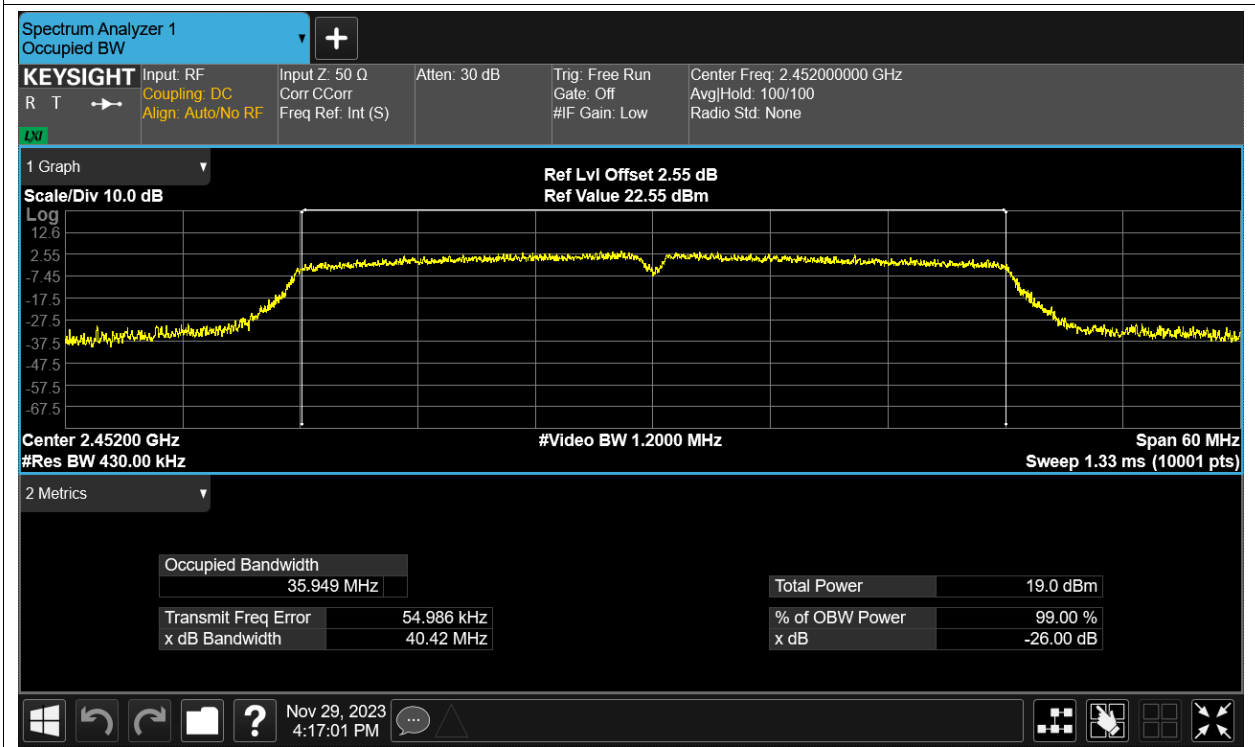 Spectrum Analyzer 1
Occupied BW
KEYSIGHT
R T
LXI
Input: RF
Coupling: DC
Align: Auto/No RF
Input Z: 50 Ω
Corr CCorr
Freq Ref: Int (S)
Atten: 30 dB
Trig: Free Run
Gate: Off
#IF Gain: Low
Center Freq: 2.452000000 GHz
Avg|Hold: 100/100
Radio Std: None
1 Graph
Scale/Div 10.0 dB
Ref Lvl Offset 2.55 dB
Ref Value 22.55 dBm
Log
12.6
2.55
-7.45
-17.5
-27.5
-37.5
-47.5
-57.5
-67.5
Center 2.45200 GHz
#Video BW 1.2000 MHz
Span 60 MHz
#Res BW 430.00 kHz
Sweep 1.33 ms (10001 pts)
2 Metrics
Occupied Bandwidth
35.949 MHz
Total Power 19.0 dBm
Transmit Freq Error 54.986 kHz
% of OBW Power 99.00 %
x dB Bandwidth 40.42 MHz
x dB -26.00 dB
?
Nov 29, 2023
4:17:01 PM